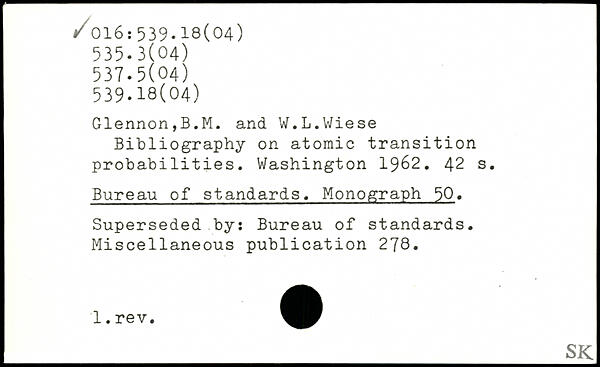 016:539.18(04)
535.3(04)
537.5(04)
539.18(04)
Glennon,B.M. and W.L.Wiese
Bibliography on atomic transition
probabilities. Washington 1962. 42 s.
Bureau of standards. Monograph 50.
Superseded by: Bureau of standards.
Miscellaneous publication 278.
1.rev.
SK